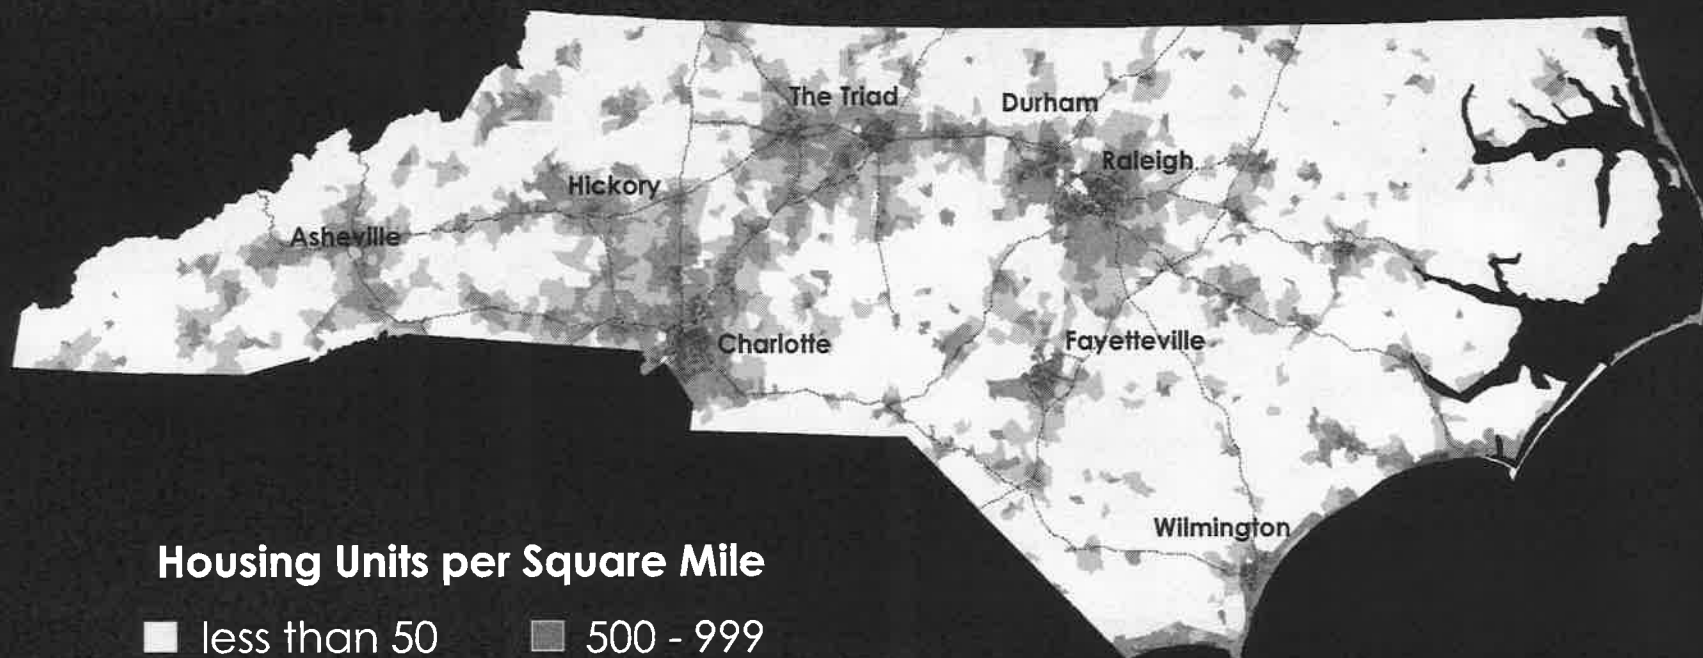 The Triad
Durham
Raleigh
Hickory
Asheville
Charlotte
Fayetteville
Wilmington
Housing Units per Square Mile
less than 50
500 - 999